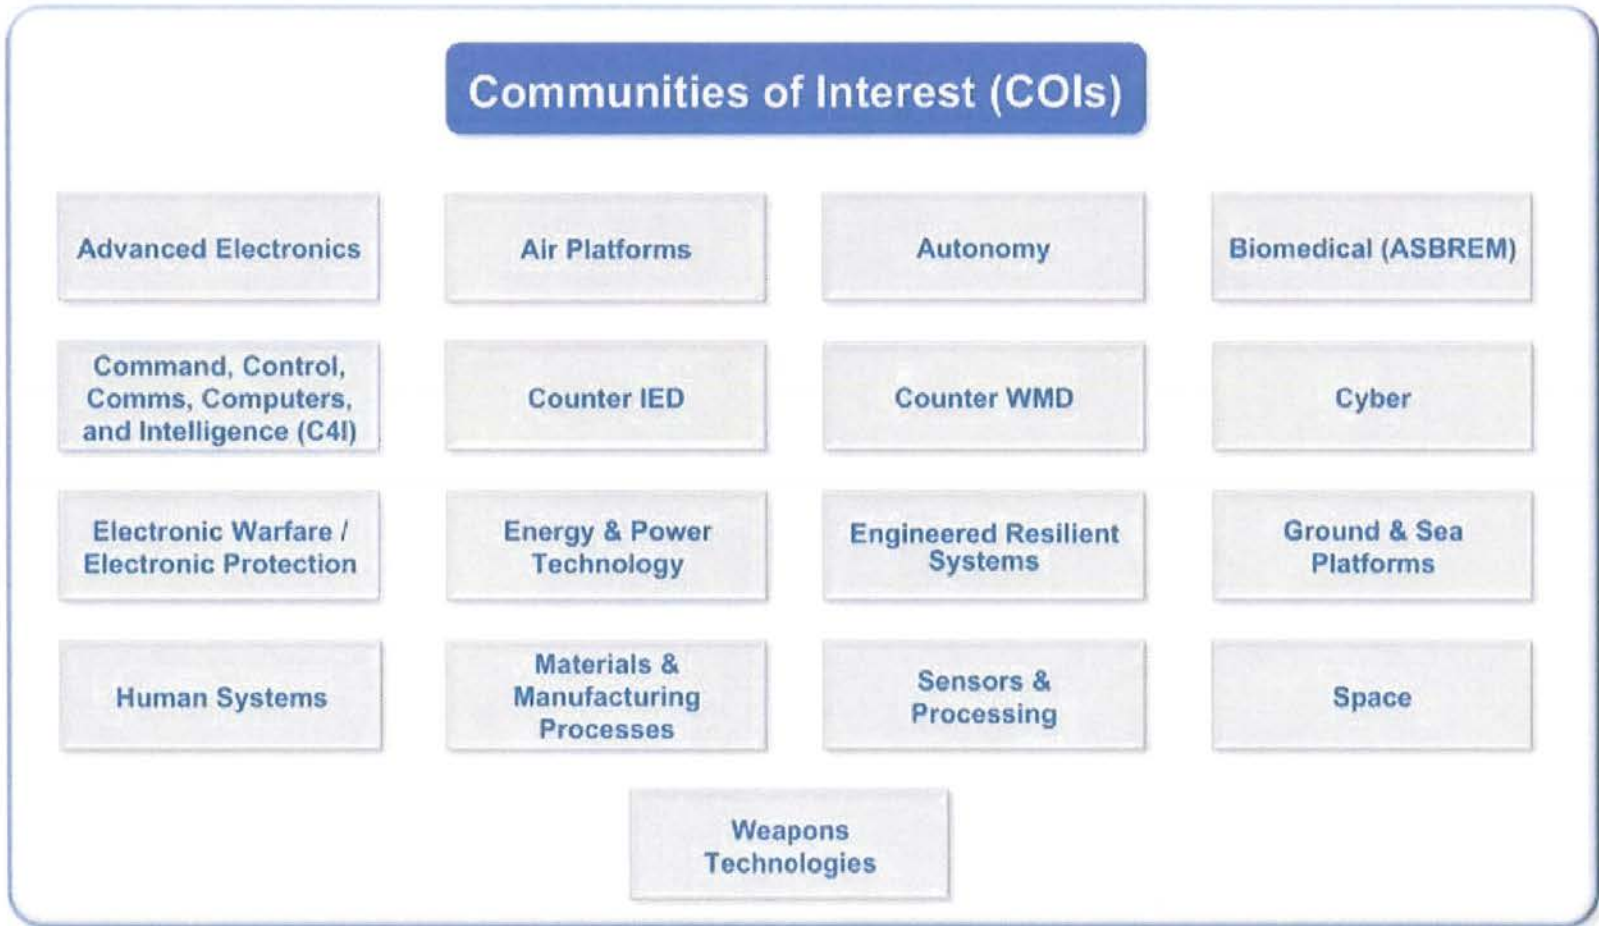 Communities of Interest (COIs)
Advanced Electronics
Air Platforms
Autonomy
Biomedical (ASBREM)
Command, Control,
Comms, Computers,
and Intelligence (C4I)
Counter IED
Counter WMD
Cyber
Electronic Warfare /
Electronic Protection
Energy & Power
Technology
Engineered Resilient
Systems
Ground & Sea
Platforms
Human Systems
Materials &
Manufacturing
Processes
Sensors &
Processing
Space
Weapons
Technologies